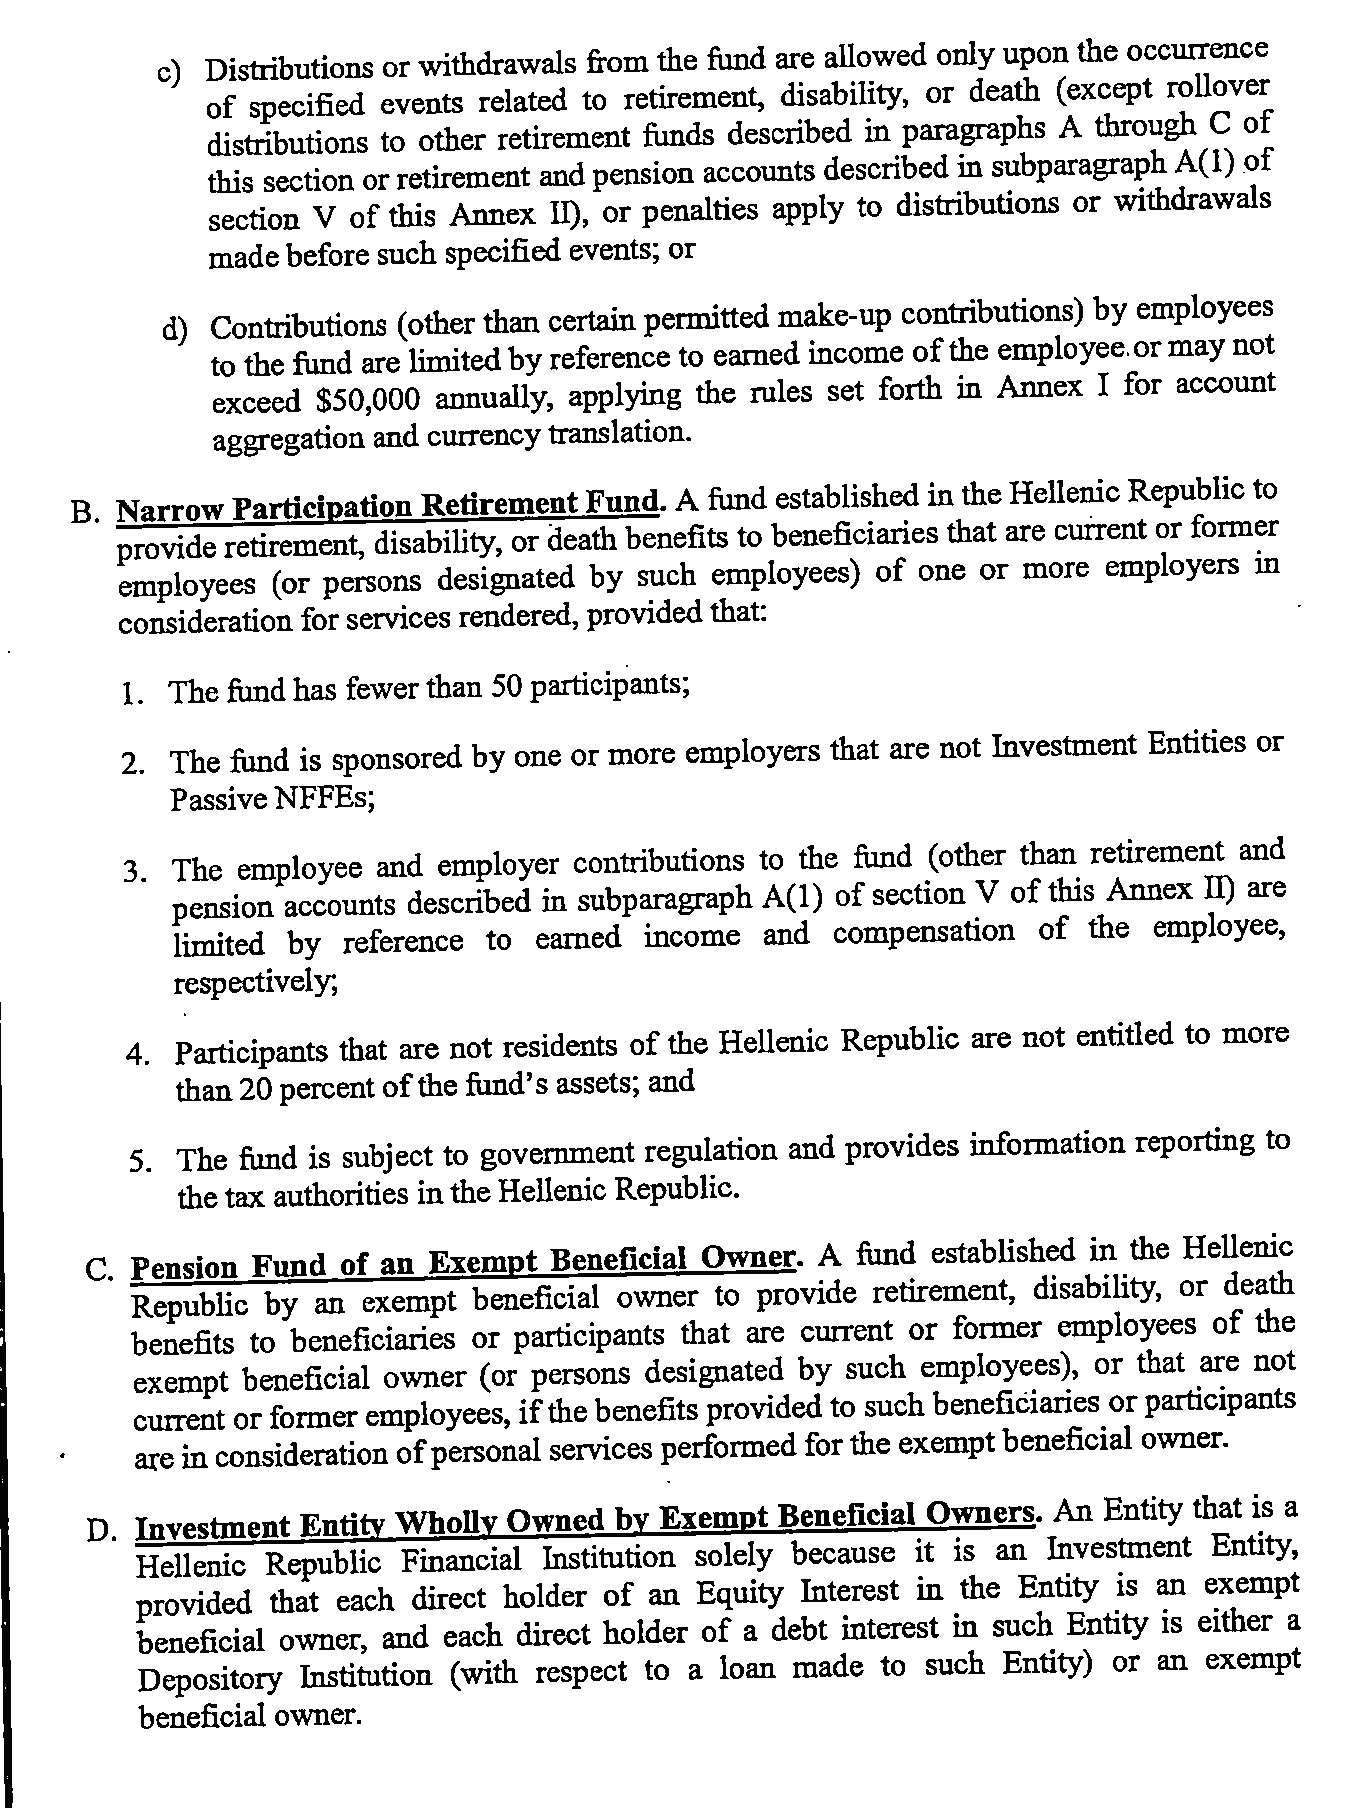 c) Distributions or withdrawals from the fund are allowed only upon the occurrence
of specified events related to retirement, disability, or death (except rollover
distributions to other retirement funds described in paragraphs A through C of
this section or retirement and pension accounts described in subparagraph A(1) of
section V of this Annex II), or penalties apply to distributions or withdrawals
made before such specified events; or
d) Contributions (other than certain permitted make-up contributions) by employees
to the fund are limited by reference to earned income of the employee or may not
exceed $50,000 annually, applying the rules set forth in Annex I for account
aggregation and currency translation.
B. Narrow Participation Retirement Fund. A fund established in the Hellenic Republic to
provide retirement, disability, or death benefits to beneficiaries that are current or former
employees (or persons designated by such employees) of one or more employers in
consideration for services rendered, provided that:
1. The fund has fewer than 50 participants;
2. The fund is sponsored by one or more employers that are not Investment Entities or
Passive NFFEs;
3. The employee and employer contributions to the fund (other than retirement and
pension accounts described in subparagraph A(1) of section V of this Annex II) are
limited by reference to earned income and compensation of the employee,
respectively;
4. Participants that are not residents of the Hellenic Republic are not entitled to more
than 20 percent of the fund's assets; and
5. The fund is subject to government regulation and provides information reporting to
the tax authorities in the Hellenic Republic.
C. Pension Fund of an Exempt Beneficial Owner. A fund established in the Hellenic
Republic by an exempt beneficial owner to provide retirement, disability, or death
benefits to beneficiaries or participants that are current or former employees of the
exempt beneficial owner (or persons designated by such employees), or that are not
current or former employees, if the benefits provided to such beneficiaries or participants
are in consideration of personal services performed for the exempt beneficial owner.
D. Investment Entity Wholly Owned by Exempt Beneficial Owners. An Entity that is a
Hellenic Republic Financial Institution solely because it is an Investment Entity,
provided that each direct holder of an Equity Interest in the Entity is an exempt
beneficial owner, and each direct holder of a debt interest in such Entity is either a
Depository Institution (with respect to a loan made to such Entity) or an exempt
beneficial owner.